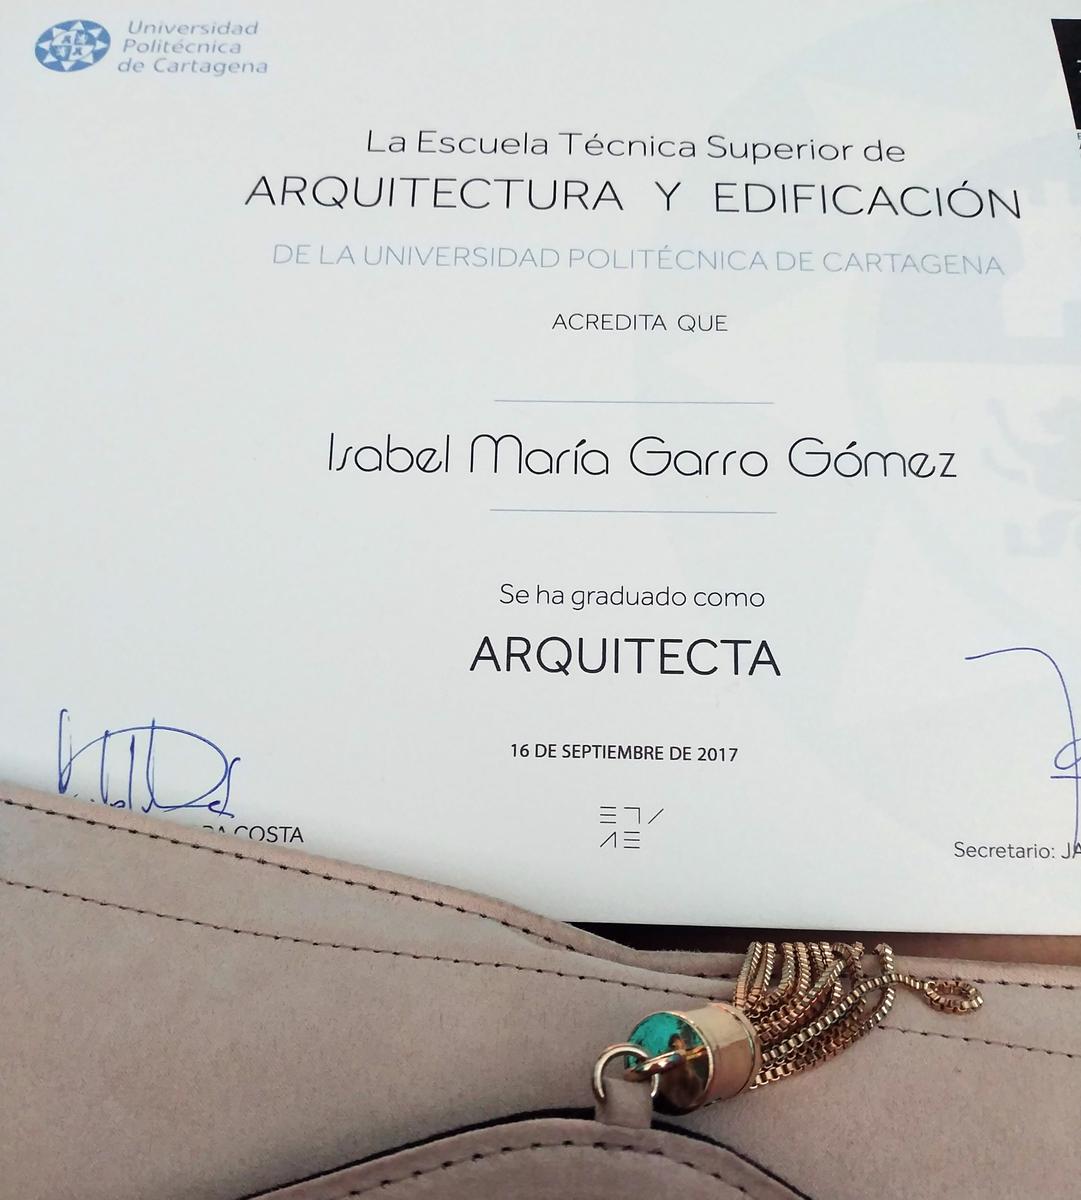 Universidad
Politécnica
de Cartagena
La Escuela Técnica Superior de
ARQUITECTURA Y EDIFICACIÓN
DE LA UNIVERSIDAD POLITÉCNICA DE CARTAGENA
ACREDITA QUE
Isabel María Garro Gómez
Se ha graduado como
ARQUITECTA
16 DE SEPTIEMBRE DE 2017
COSTA
Secretario: